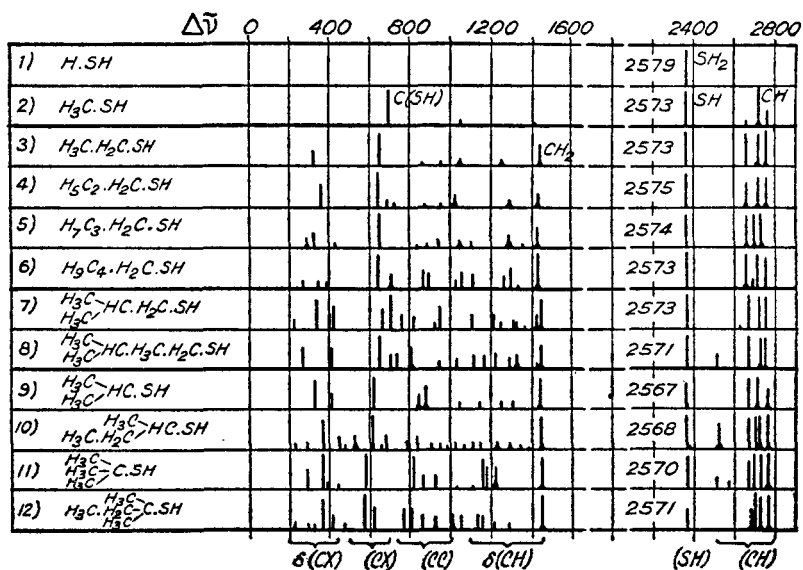 Δṽ 0 400 800 1200 1600 2400 2800
1) H.SH 2579 SH₂
2) H₃C.SH C(SH) 2573 SH CH
3) H₃C.H₂C.SH CH₂ 2573
4) H₅C₂.H₂C.SH 2575
5) H₇C₃.H₂C.SH 2574
6) H₉C₄.H₂C.SH 2573
7) H₃C
H₃C >HC.H₂C.SH 2573
8) H₃C
H₃C >HC.H₃C.H₂C.SH 2571
9) H₃C
H₃C >HC.SH 2567
10) H₃C
H₃C.H₂C >HC.SH 2568
11) H₃C
H₃C
H₃C C.SH 2570
12) H₃C
H₃C.H₂C
H₃C C.SH 2571
δ(CX) (CX) (CC) δ(CH) (SH) (CH)